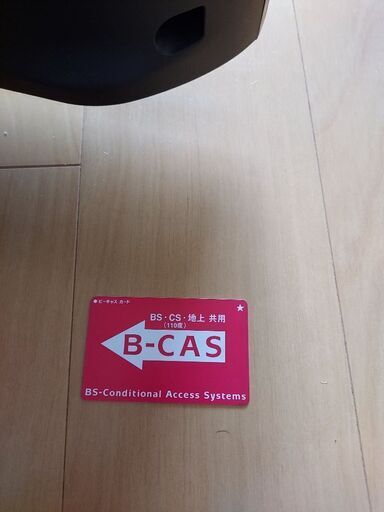 ●ビーキャス カード
★
BS・CS・地上 共用
(110度)
B-CAS
BS-Conditional Access Systems